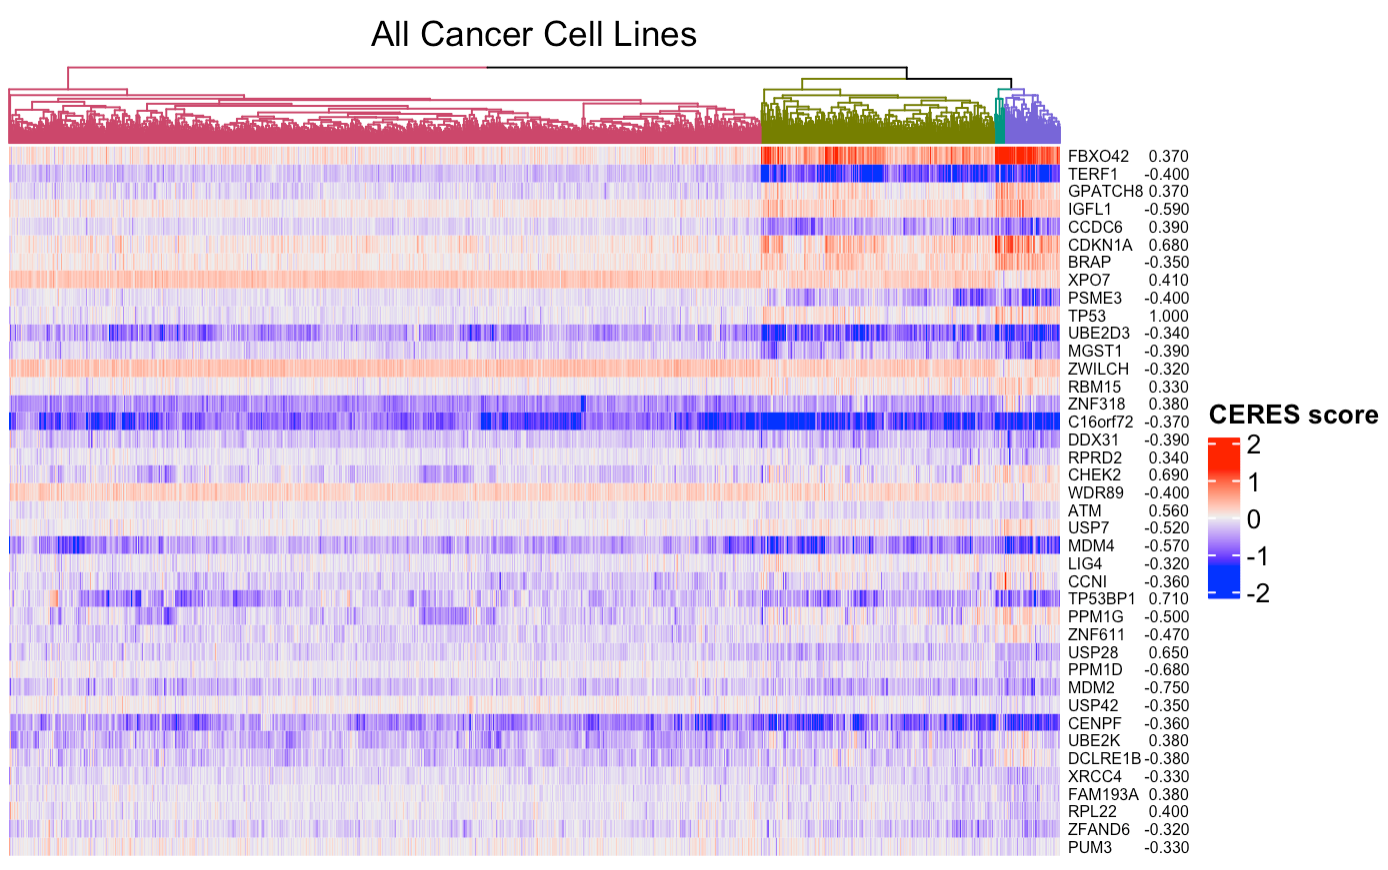 All Cancer Cell Lines
FBXO42 0.370
TERF1 -0.400
GPATCH8 0.370
IGFL1 -0.590
CCDC6 0.390
CDKN1A 0.680
BRAP -0.350
XPO7 0.410
PSME3 -0.400
TP53 1.000
UBE2D3 -0.340
MGST1 -0.390
ZWILCH -0.320
RBM15 0.330
ZNF318 0.380
C16orf72 -0.370
DDX31 -0.390
RPRD2 0.340
CHEK2 0.690
WDR89 -0.400
ATM 0.560
USP7 -0.520
MDM4 -0.570
LIG4 -0.320
CCNI -0.360
TP53BP1 0.710
PPM1G -0.500
ZNF611 -0.470
USP28 0.650
PPM1D -0.680
MDM2 -0.750
USP42 -0.350
CENPF -0.360
UBE2K 0.380
DCLRE1B -0.380
XRCC4 -0.330
FAM193A 0.380
RPL22 0.400
ZFAND6 -0.320
PUM3 -0.330
CERES score
2
1
0
-1
-2